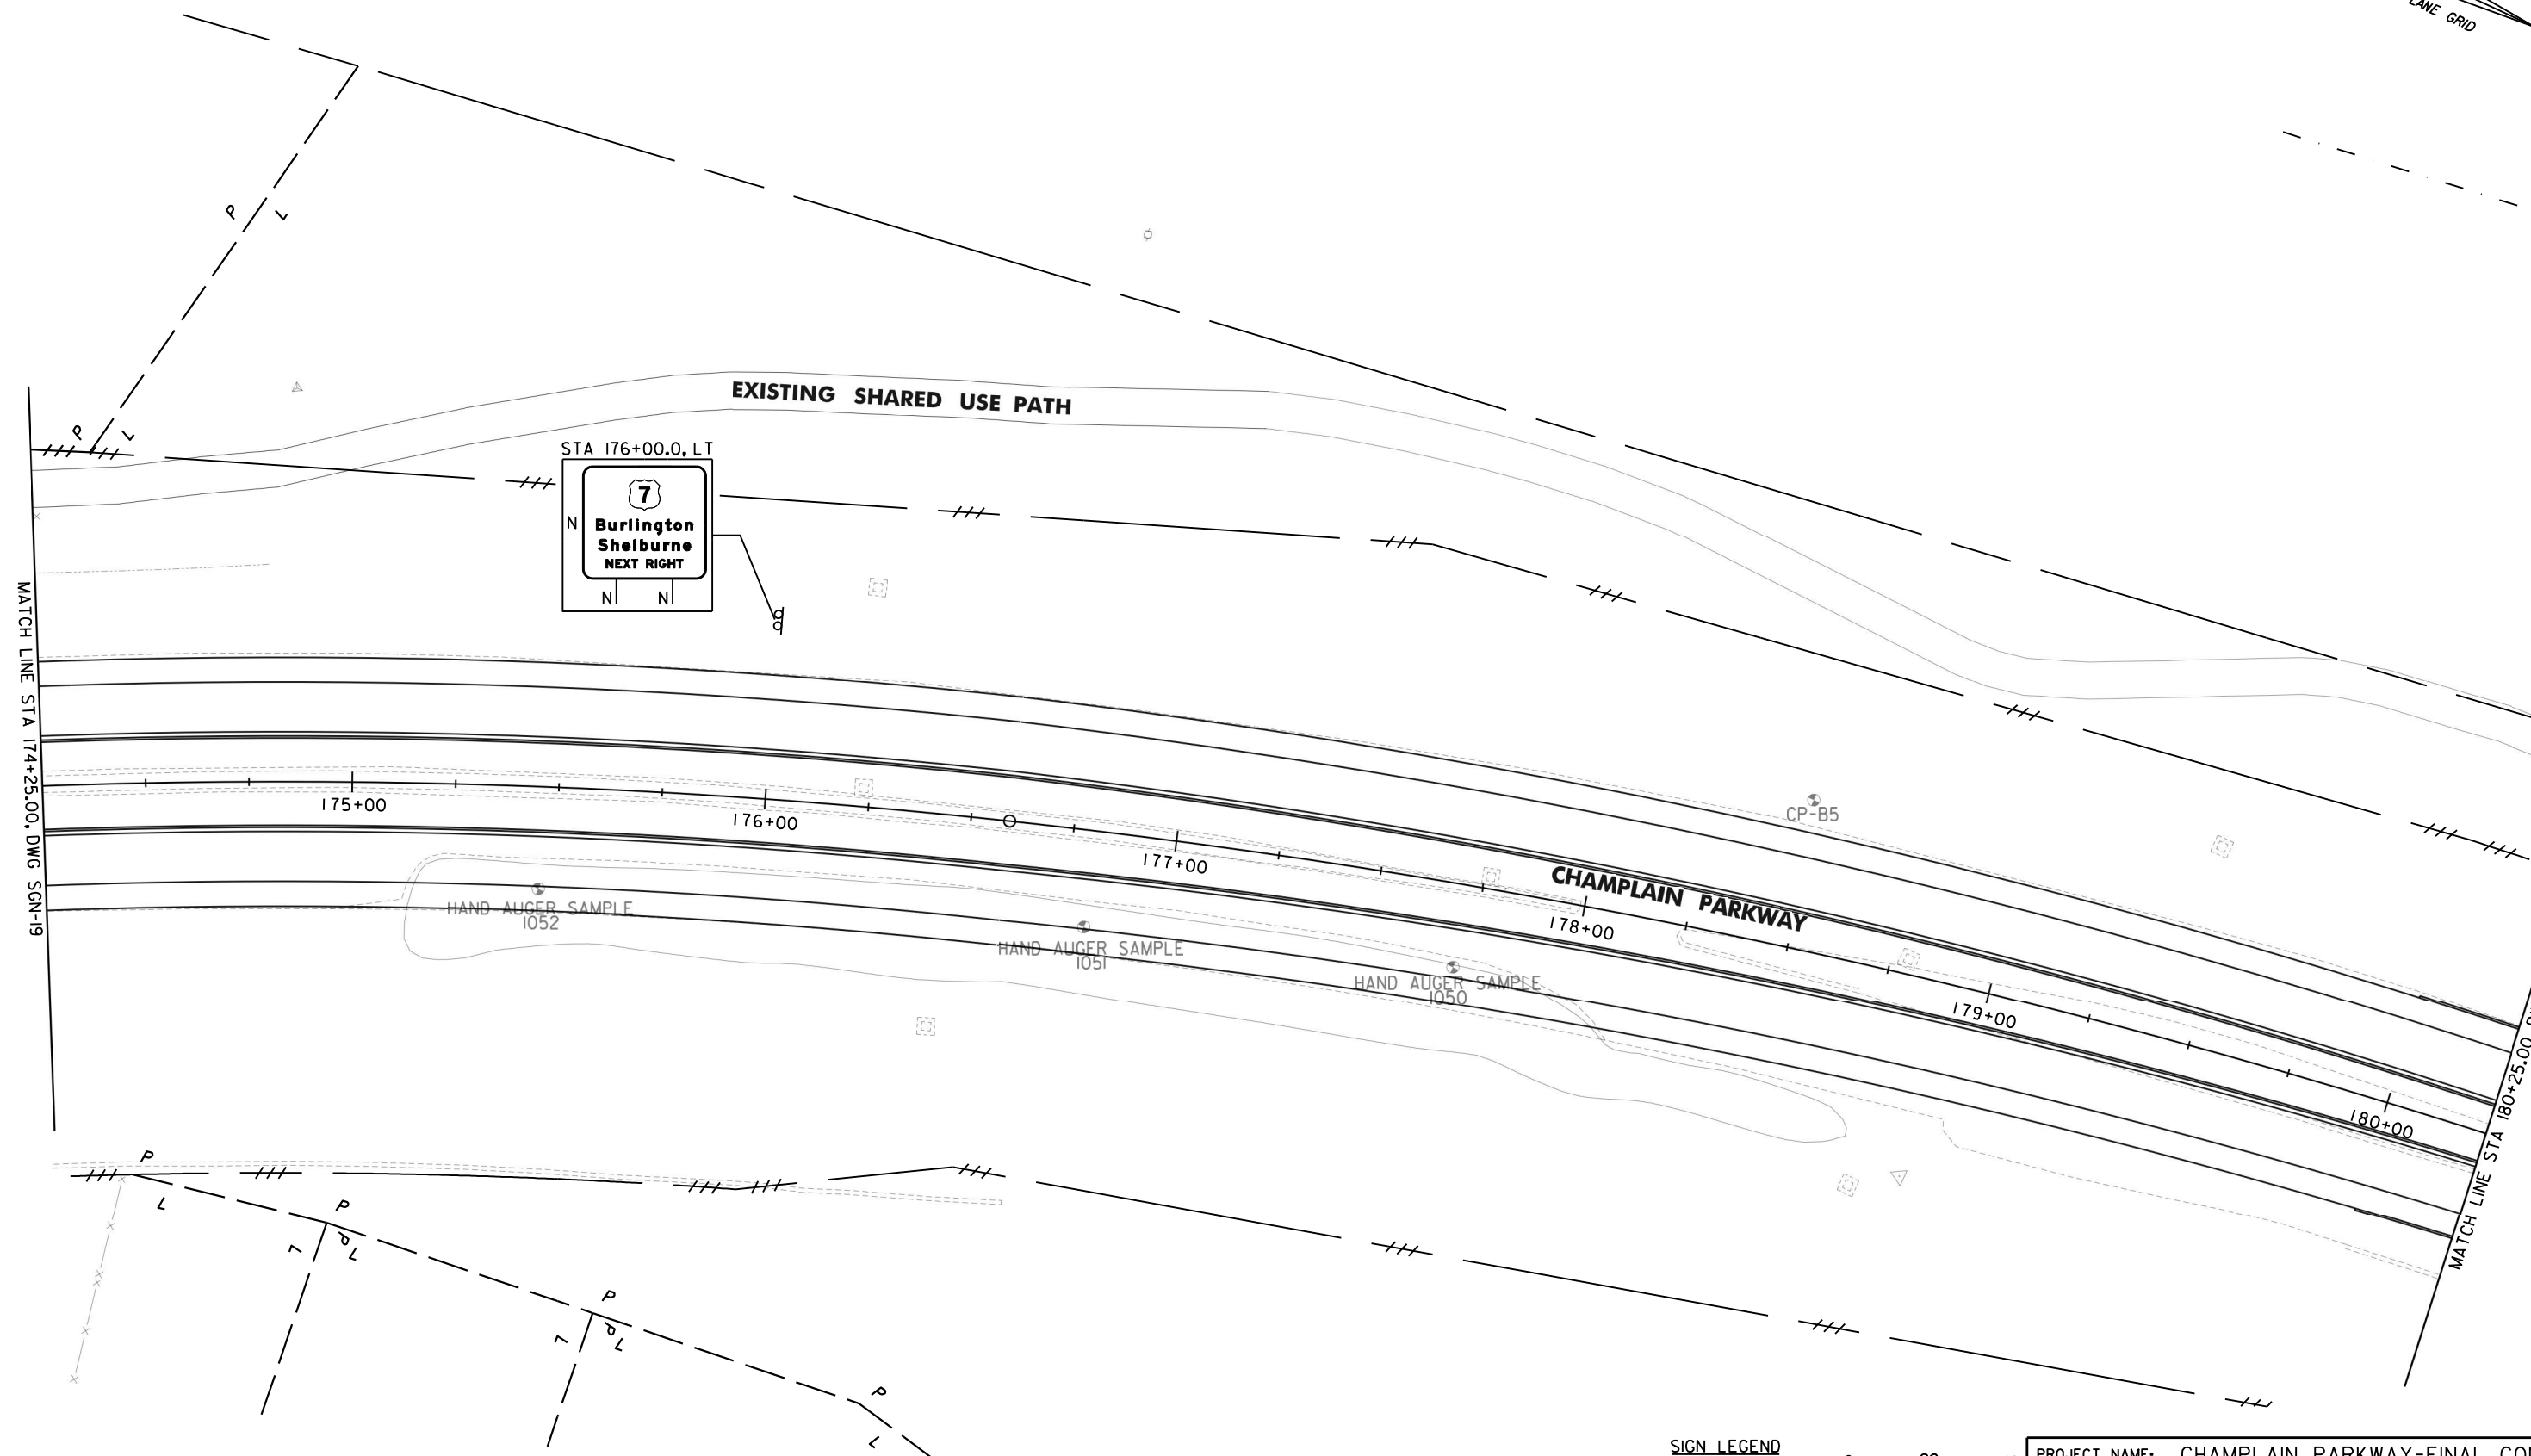 LANE GRID
P
L
P
L
EXISTING SHARED USE PATH
STA 176+00.0, LT
7
N
Burlington
Shelburne
NEXT RIGHT
N N
MATCH LINE STA 174+25.00, DWG SGN-19
175+00
176+00
177+00
CP-B5
CHAMPLAIN PARKWAY
178+00
179+00
180+00
HAND AUGER SAMPLE
1052
HAND AUGER SAMPLE
1051
HAND AUGER SAMPLE
1050
MATCH LINE STA 180+25.00
P
L
P
L
P
L
P
L
P
L
P
L
SIGN LEGEND
PROJECT NAME: CHAMPLAIN PARKWAY-FINAL